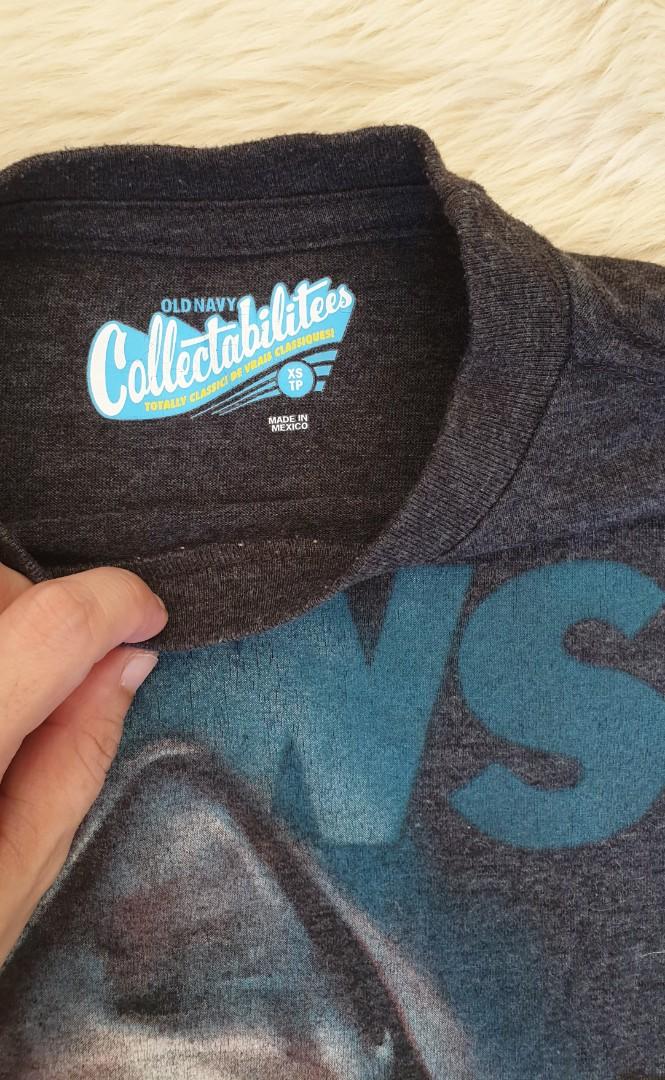 OLD NAVY
Collectabilitees
TOTALLY CLASSIC! DE VRAIS CLASSIQUES!
XS
TP
MADE IN
MEXICO
WS